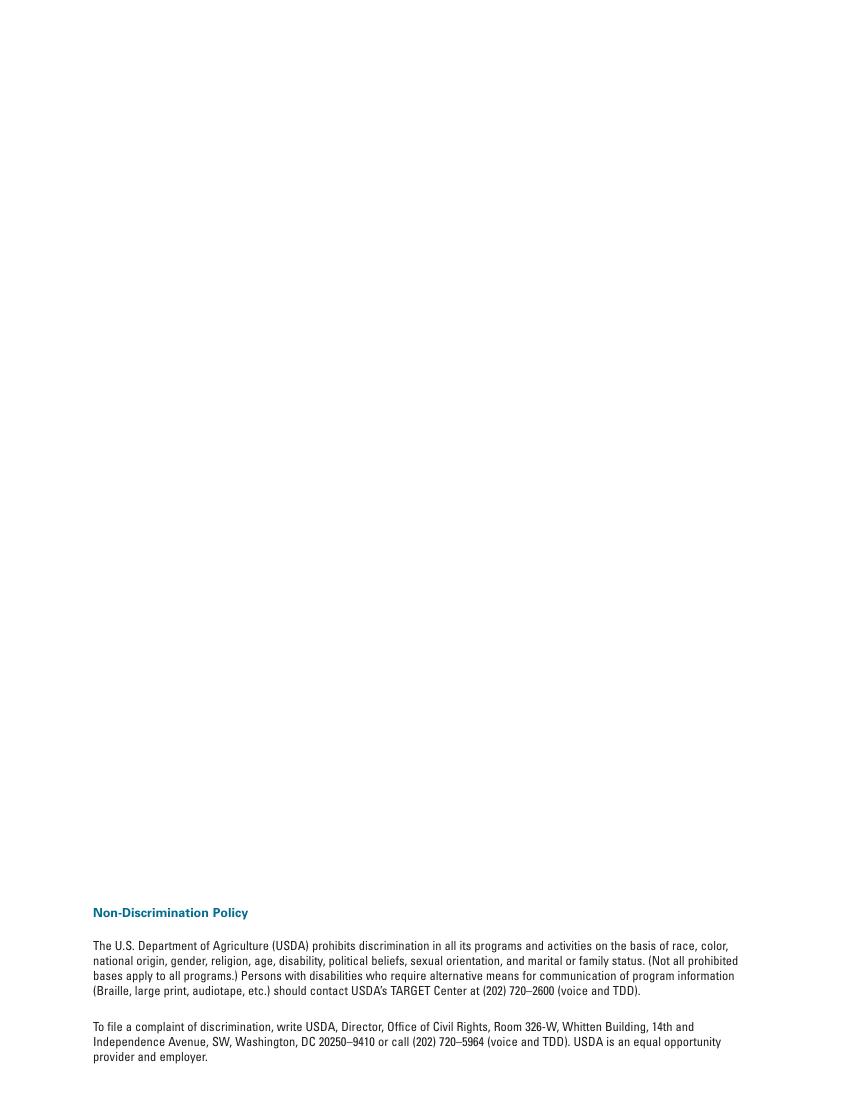 Non-Discrimination Policy
The U.S. Department of Agriculture (USDA) prohibits discrimination in all its programs and activities on the basis of race, color,
national origin, gender, religion, age, disability, political beliefs, sexual orientation, and marital or family status. (Not all prohibited
bases apply to all programs.) Persons with disabilities who require alternative means for communication of program information
(Braille, large print, audiotape, etc.) should contact USDA's TARGET Center at (202) 720–2600 (voice and TDD).
To file a complaint of discrimination, write USDA, Director, Office of Civil Rights, Room 326-W, Whitten Building, 14th and
Independence Avenue, SW, Washington, DC 20250–9410 or call (202) 720–5964 (voice and TDD). USDA is an equal opportunity
provider and employer.